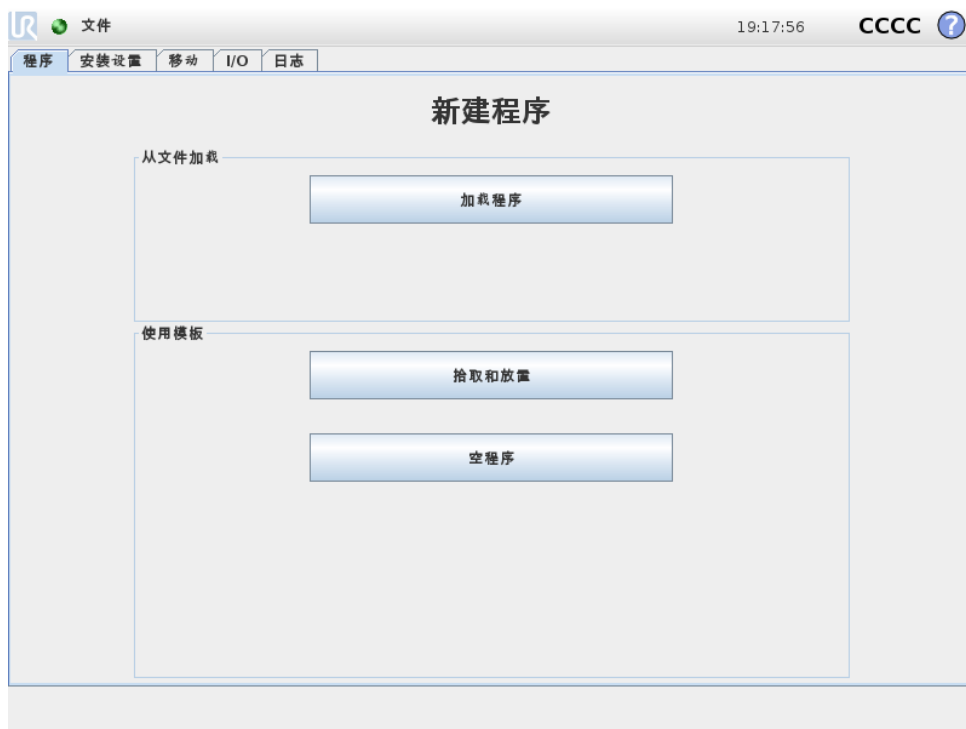 UR 文件 19:17:56 CCCC ?
程序 安装设置 移动 I/O 日志
新建程序
从文件加载
加载程序
使用模板
拾取和放置
空程序